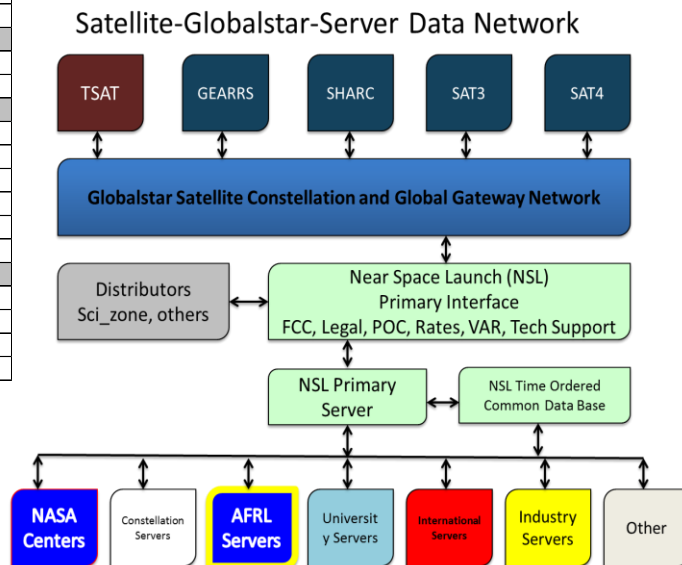 Satellite-Globalstar-Server Data Network
TSAT
GEARRS
SHARC
SAT3
SAT4
Globalstar Satellite Constellation and Global Gateway Network
Distributors
Sci_zone, others
Near Space Launch (NSL)
Primary Interface
FCC, Legal, POC, Rates, VAR, Tech Support
NSL Primary
Server
NSL Time Ordered
Common Data Base
NASA
Centers
Constellation
Servers
AFRL
Servers
Universit
y Servers
International
Servers
Industry
Servers
Other